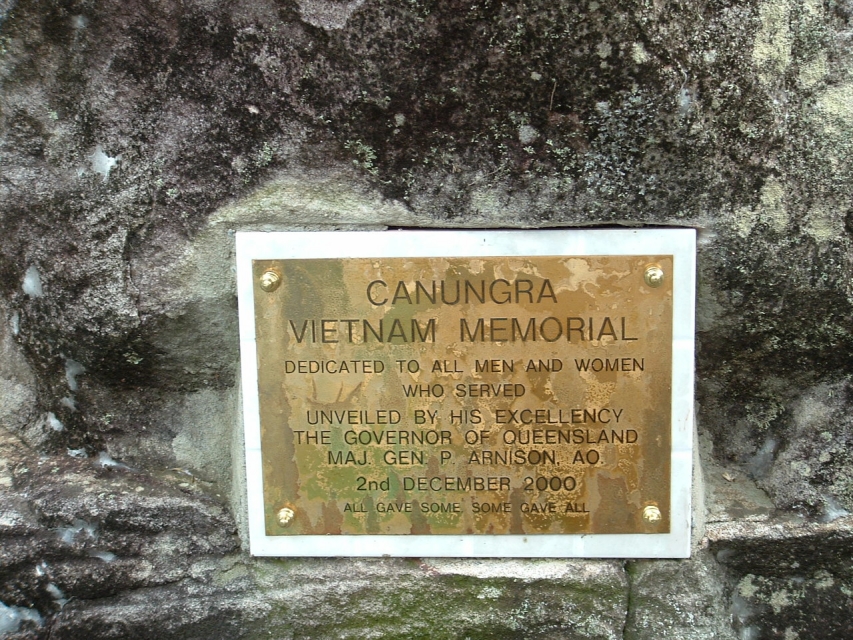 CANUNGRA
VIETNAM MEMORIAL
DEDICATED TO ALL MEN AND WOMEN
WHO SERVED
UNVEILED BY HIS EXCELLENCY
THE GOVERNOR OF QUEENSLAND
MAJ. GEN. P. ARNISON, AO.
2nd DECEMBER 2000
ALL GAVE SOME SOME GAVE ALL